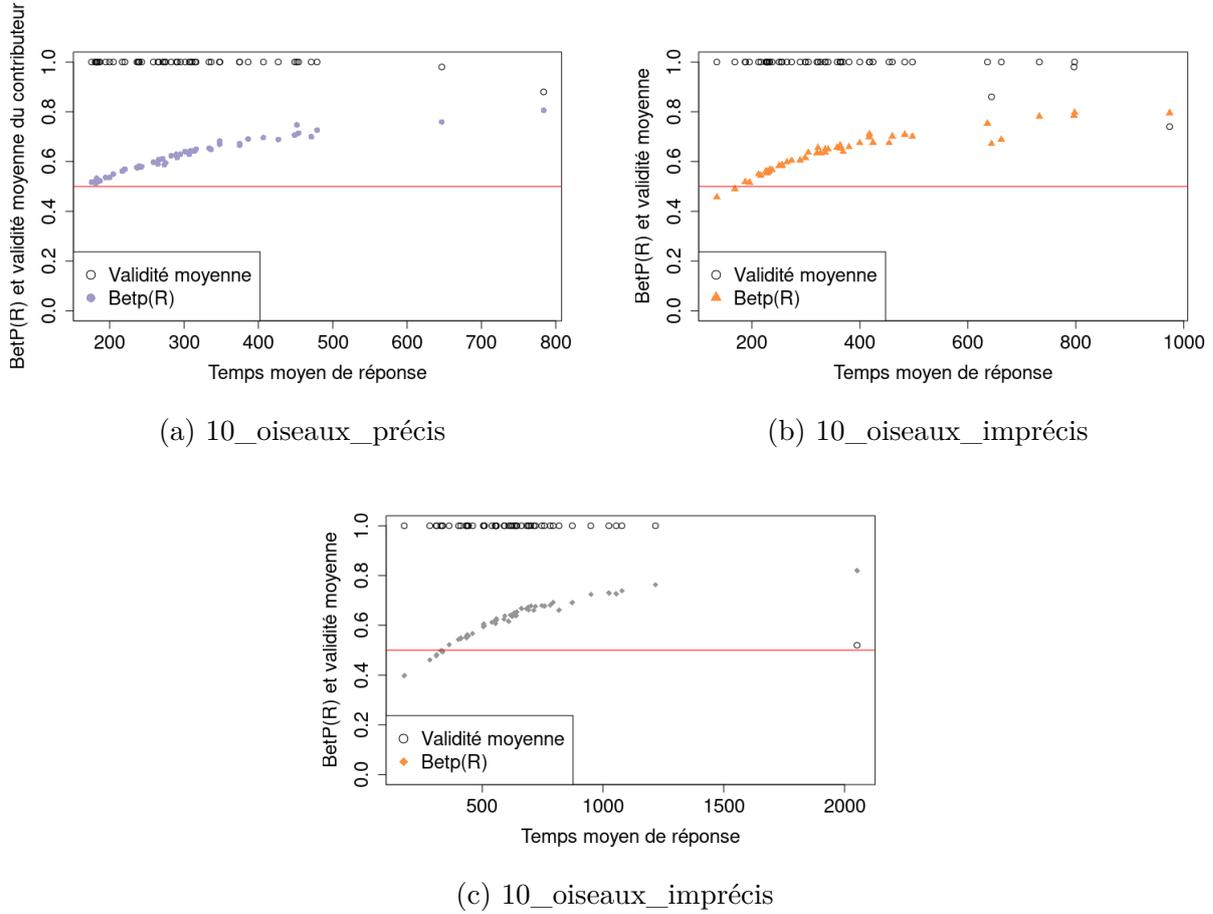 BetP(R) et validité moyenne du contributeur
1.0
0.8
0.6
0.4
0.2
0.0
Validité moyenne
Betp(R)
200 300 400 500 600 700 800
Temps moyen de réponse
(a) 10_oiseaux_précis
BetP(R) et validité moyenne
1.0
0.8
0.6
0.4
0.2
0.0
Validité moyenne
Betp(R)
200 400 600 800 1000
Temps moyen de réponse
(b) 10_oiseaux_imprécis
BetP(R) et validité moyenne
1.0
0.8
0.6
0.4
0.2
0.0
Validité moyenne
Betp(R)
500 1000 1500 2000
Temps moyen de réponse
(c) 10_oiseaux_imprécis